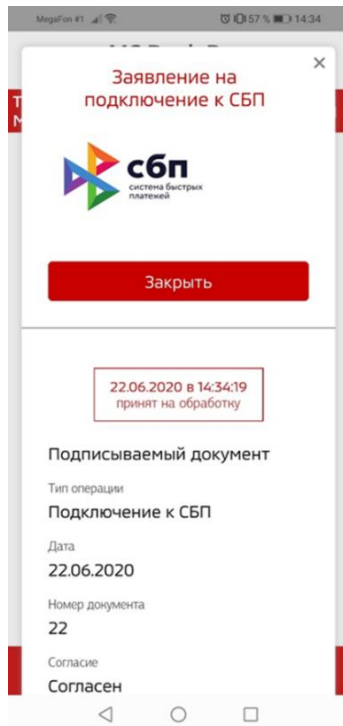 MegaFon #1 57 % 14:34
Заявление на
подключение к СБП
сбп
система быстрых
платежей
Закрыть
22.06.2020 в 14:34:19
принят на обработку
Подписываемый документ
Тип операции
Подключение к СБП
Дата
22.06.2020
Номер документа
22
Согласие
Согласен